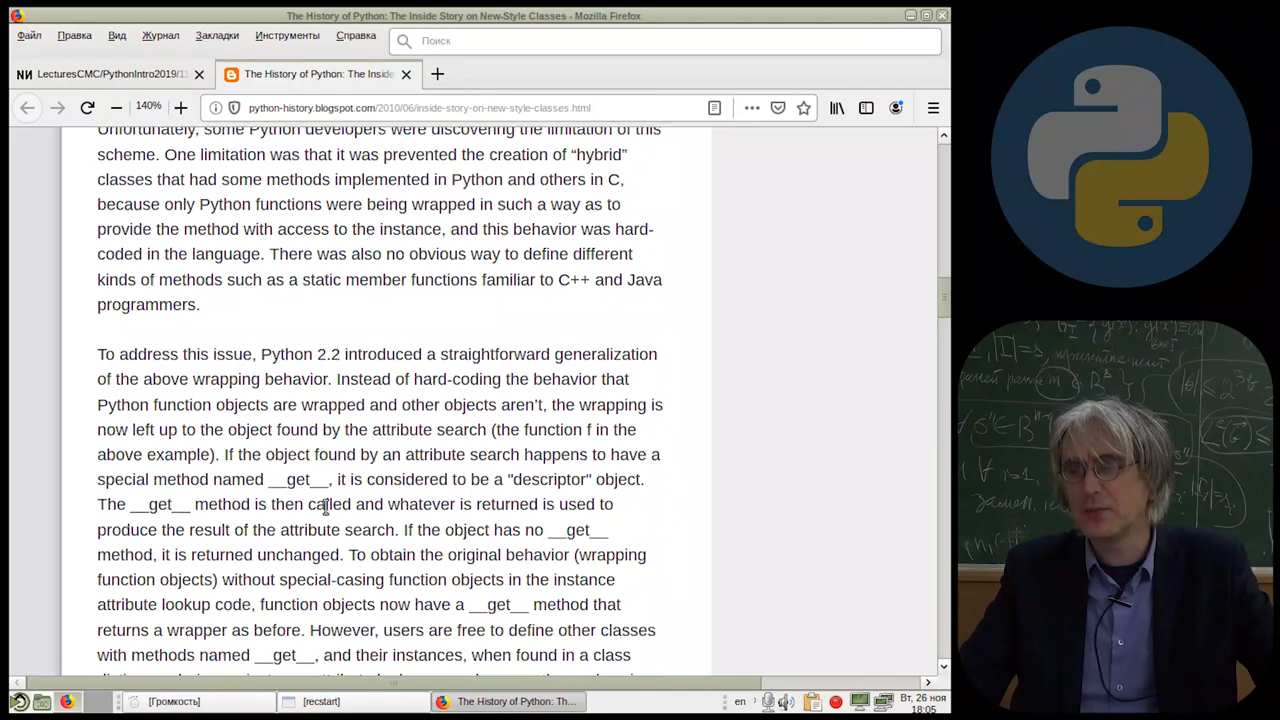 The History of Python: The Inside Story on New-Style Classes - Mozilla Firefox
Файл Правка Вид Журнал Закладки Инструменты Справка Поиск
LecturesCMC/PythonIntro2019/1 The History of Python: The Inside
140% python-history.blogspot.com/2010/06/inside-story-on-new-style-classes.html
Unfortunately, some Python developers were discovering the limitation of this
scheme. One limitation was that it was prevented the creation of “hybrid”
classes that had some methods implemented in Python and others in C,
because only Python functions were being wrapped in such a way as to
provide the method with access to the instance, and this behavior was hard-
coded in the language. There was also no obvious way to define different
kinds of methods such as a static member functions familiar to C++ and Java
programmers.
To address this issue, Python 2.2 introduced a straightforward generalization
of the above wrapping behavior. Instead of hard-coding the behavior that
Python function objects are wrapped and other objects aren’t, the wrapping is
now left up to the object found by the attribute search (the function f in the
above example). If the object found by an attribute search happens to have a
special method named __get__, it is considered to be a "descriptor" object.
The __get__ method is then called and whatever is returned is used to
produce the result of the attribute search. If the object has no __get__
method, it is returned unchanged. To obtain the original behavior (wrapping
function objects) without special-casing function objects in the instance
attribute lookup code, function objects now have a __get__ method that
returns a wrapper as before. However, users are free to define other classes
with methods named __get__, and their instances, when found in a class
[Громкость] [recstart] The History of Python: Th... en Вт, 26 ноя
18:05